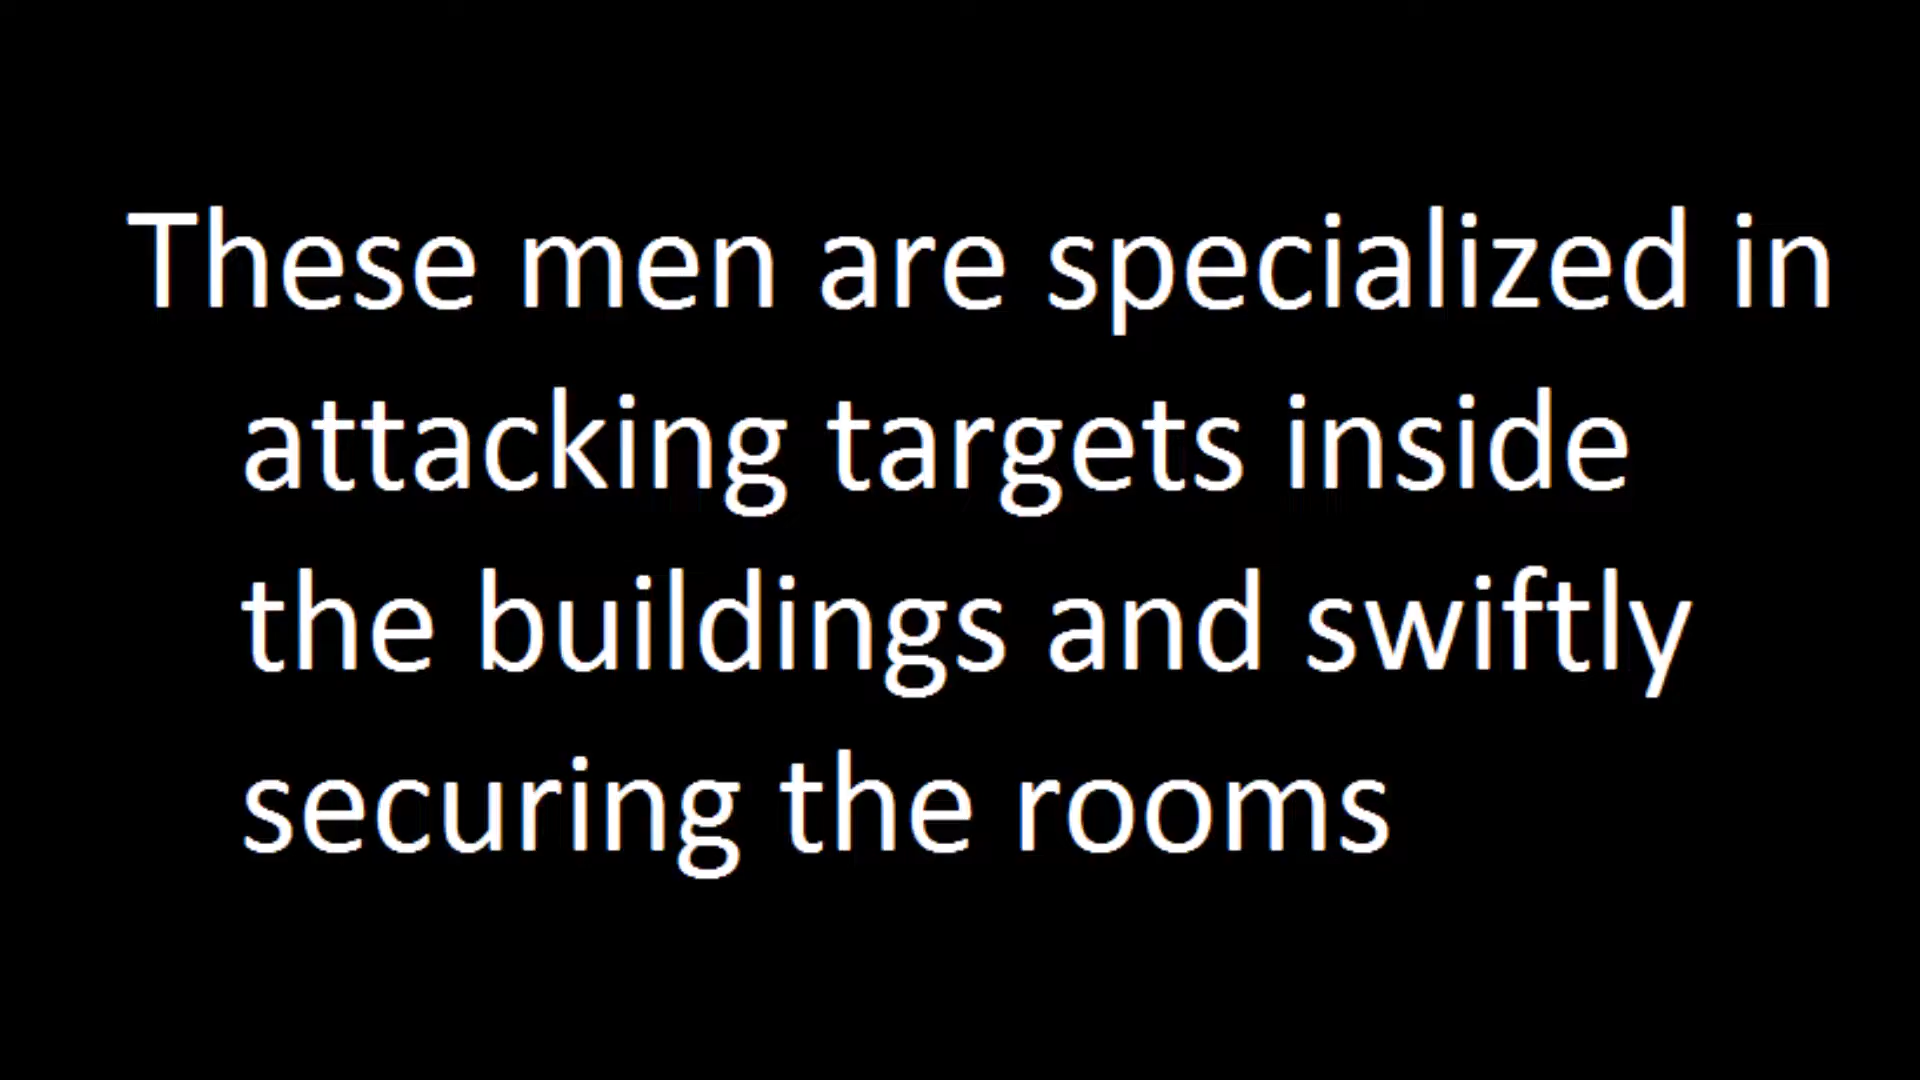 These men are specialized in
attacking targets inside
the buildings and swiftly
securing the rooms